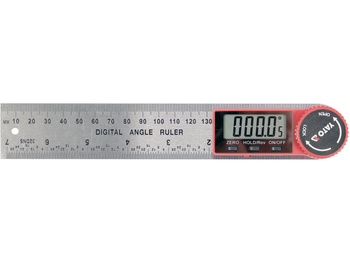 MM 10 20 30 40 50 60 70 80 90 100 110 120 130
DIGITAL ANGLE RULER
7 6 5 4 3 2
000.0°
ZERO HOLD/Rev ON/OFF
OPEN
YATO
LOCK